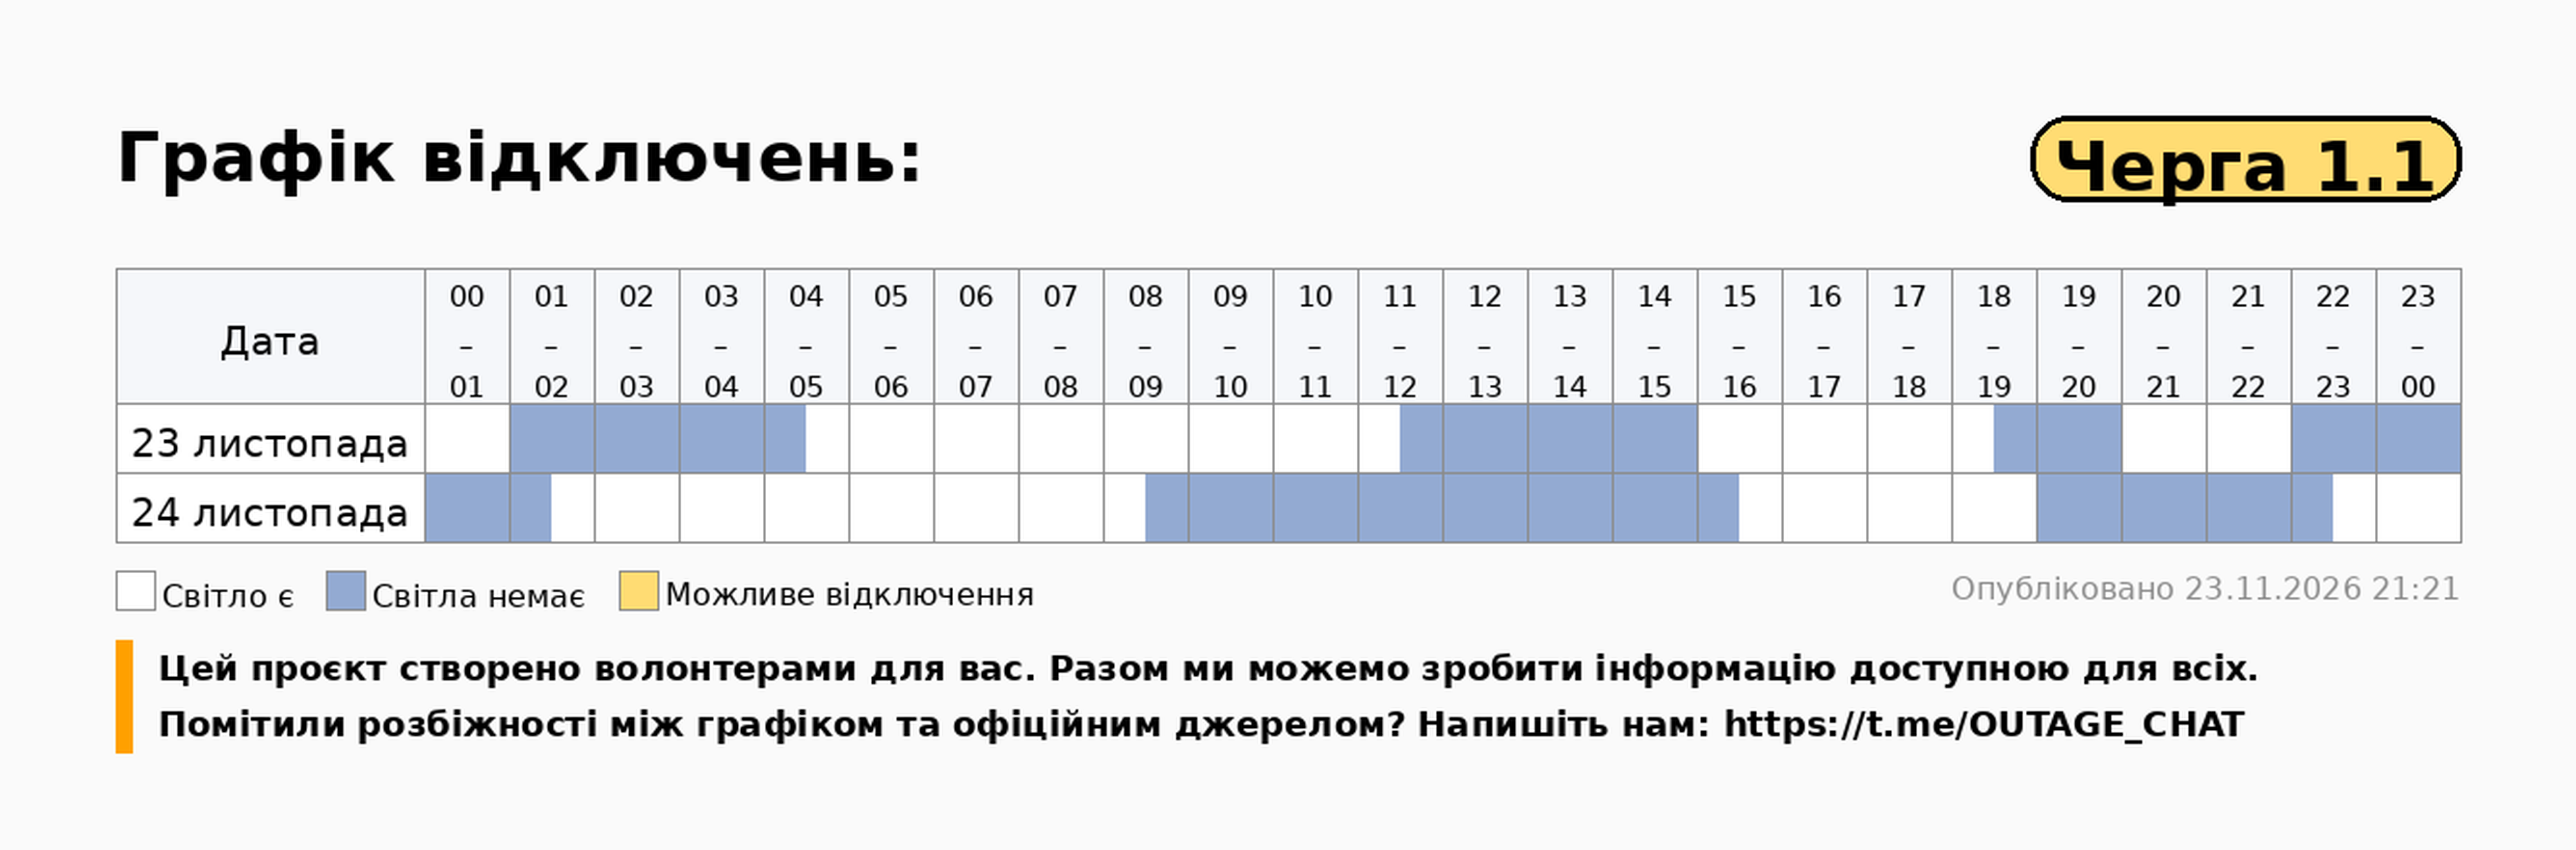 Графік відключень:
Черга 1.1
Дата 00 – 01 01 – 02 02 – 03 03 – 04 04 – 05 05 – 06 06 – 07 07 – 08 08 – 09 09 – 10 10 – 11 11 – 12 12 – 13 13 – 14 14 – 15 15 – 16 16 – 17 17 – 18 18 – 19 19 – 20 20 – 21 21 – 22 22 – 23 23 – 00
23 листопада
24 листопада
Світло є Світла немає Можливе відключення
Опубліковано 23.11.2026 21:21
Цей проєкт створено волонтерами для вас. Разом ми можемо зробити інформацію доступною для всіх.
Помітили розбіжності між графіком та офіційним джерелом? Напишіть нам: https://t.me/OUTAGE_CHAT